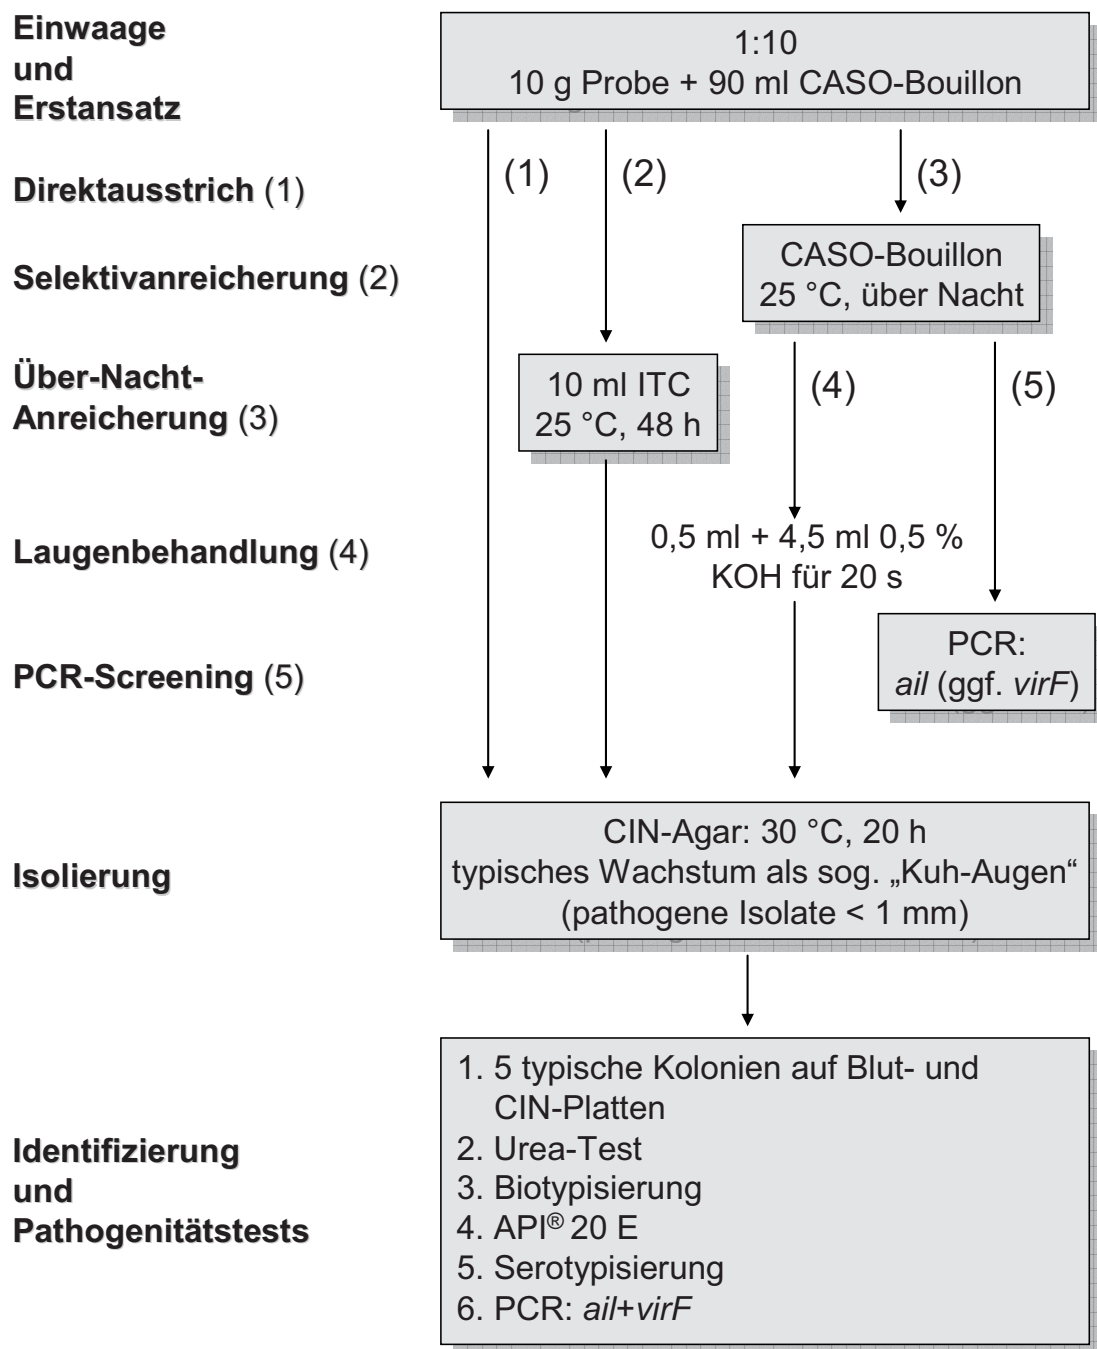 Einwaage
und
Erstansatz
1:10
10 g Probe + 90 ml CASO-Bouillon
Direktausstrich (1)
(1)
(2)
(3)
Selektivanreicherung (2)
CASO-Bouillon
25 °C, über Nacht
Über-Nacht-
Anreicherung (3)
10 ml ITC
25 °C, 48 h
(4)
(5)
Laugenbehandlung (4)
0,5 ml + 4,5 ml 0,5 %
KOH für 20 s
PCR-Screening (5)
PCR:
ail (ggf. virF)
Isolierung
CIN-Agar: 30 °C, 20 h
typisches Wachstum als sog. „Kuh-Augen“
(pathogene Isolate < 1 mm)
Identifizierung
und
Pathogenitätstests
1. 5 typische Kolonien auf Blut- und
CIN-Platten
2. Urea-Test
3. Biotypisierung
4. API® 20 E
5. Serotypisierung
6. PCR: ail+virF